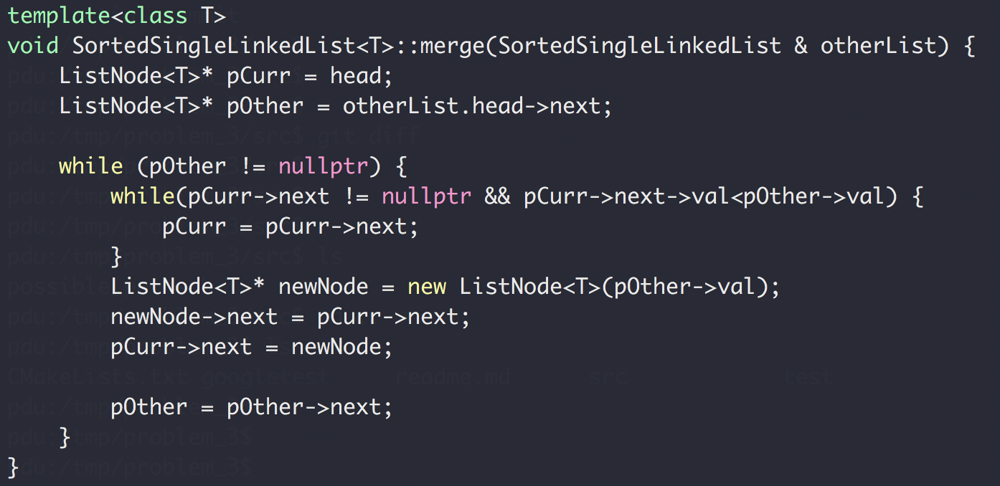 template<class T>
void SortedSingleLinkedList<T>::merge(SortedSingleLinkedList & otherList) {
    ListNode<T>* pCurr = head;
    ListNode<T>* pOther = otherList.head->next;
    while (pOther != nullptr) {
        while(pCurr->next != nullptr && pCurr->next->val<pOther->val) {
            pCurr = pCurr->next;
        }
        ListNode<T>* newNode = new ListNode<T>(pOther->val);
        newNode->next = pCurr->next;
        pCurr->next = newNode;
        pOther = pOther->next;
    }
}